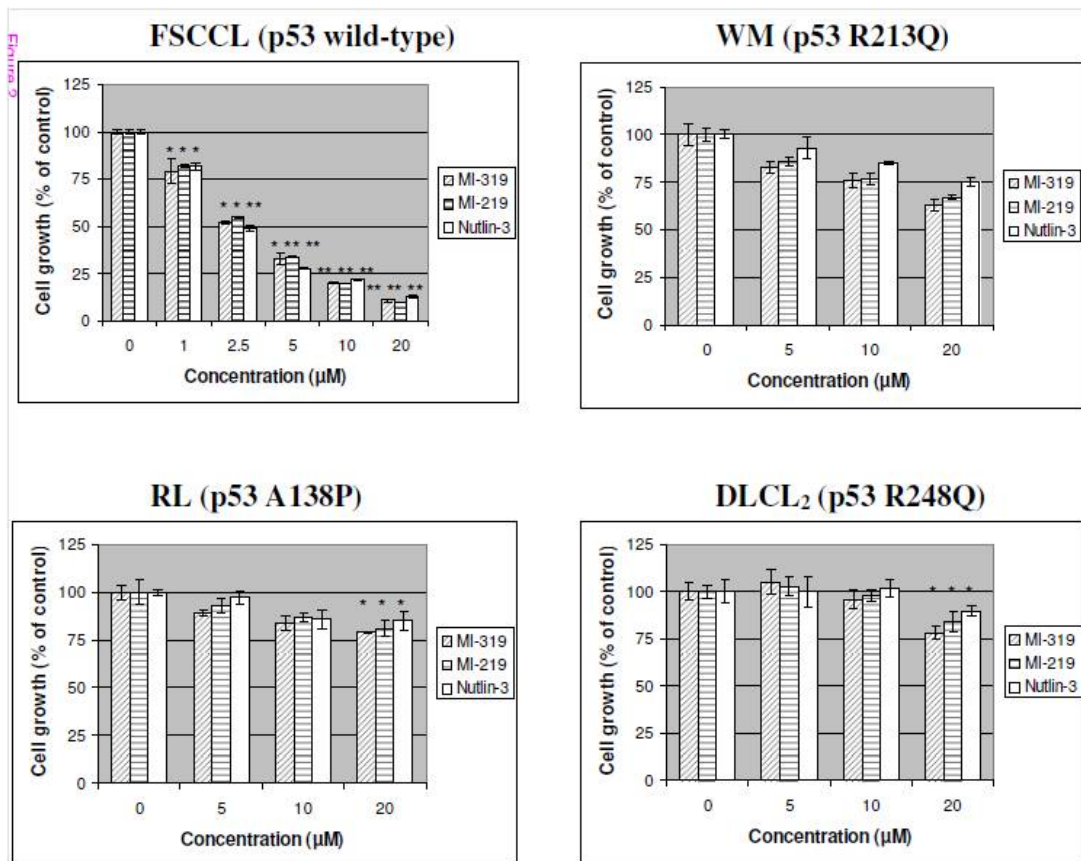 Figure 2
FSCCL (p53 wild-type)
Cell growth (% of control)
125
100
75
50
25
0
* * *
* * **
* ** **
** ** **
** ** **
0 1 2.5 5 10 20
Concentration (µM)
MI-319
MI-219
Nutlin-3
WM (p53 R213Q)
Cell growth (% of control)
125
100
75
50
25
0
0 5 10 20
Concentration (µM)
MI-319
MI-219
Nutlin-3
RL (p53 A138P)
Cell growth (% of control)
125
100
75
50
25
0
* * *
0 5 10 20
Concentration (µM)
MI-319
MI-219
Nutlin-3
DLCL₂ (p53 R248Q)
Cell growth (% of control)
125
100
75
50
25
0
* * *
0 5 10 20
Concentration (µM)
MI-319
MI-219
Nutlin-3